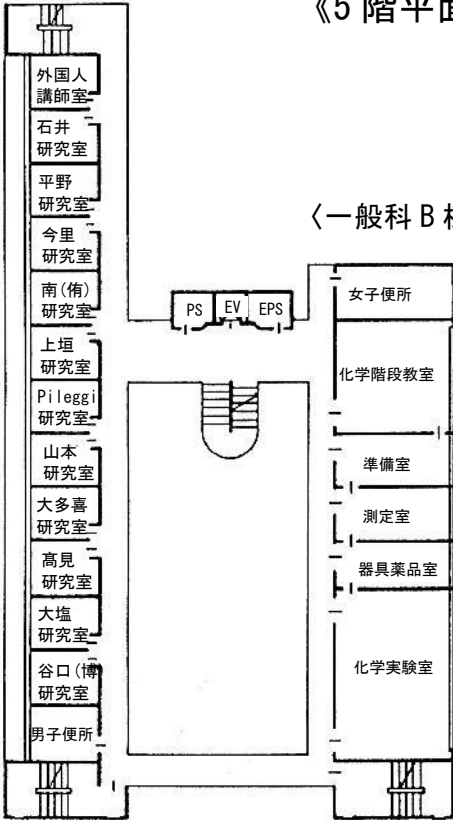 《5階平面
〈一般科B棟
外国人
講師室
石井
研究室
平野
研究室
今里
研究室
南(侑)
研究室
上垣
研究室
Pileggi
研究室
山本
研究室
大多喜
研究室
髙見
研究室
大塩
研究室
谷口(博
研究室
男子便所
PS
EV
EPS
女子便所
化学階段教室
準備室
測定室
器具薬品室
化学実験室